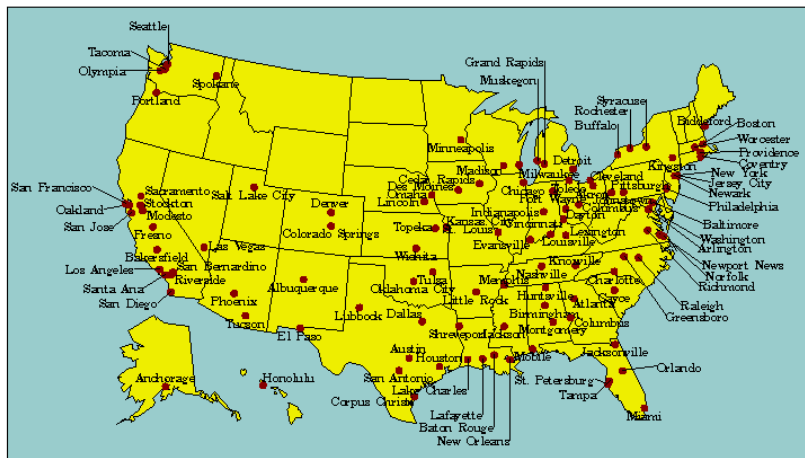 Seattle
Tacoma
Olympia
Spokane
Portland
Grand Rapids
Muskegon
Syracuse
Rochester
Buffalo
Biddeford
Boston
Worcester
Providence
Coventry
Kingston
New York
Jersey City
Newark
Philadelphia
Baltimore
Washington
Arlington
Newport News
Norfolk
Richmond
Raleigh
Greensboro
Minneapolis
Madison
Milwaukee
Detroit
Cleveland
Pittsburg
Cedar Rapids
Des Moines
Omaha
Lincoln
Chicago
Toledo
Akron
Fort Wayne
Columbus
Dayton
Indianapolis
Cincinnati
Lexington
Louisville
Evansville
Kansas City
St. Louis
Topeka
Wichita
San Francisco
Oakland
San Jose
Sacramento
Stockton
Modesto
Fresno
Bakersfield
Los Angeles
San Bernardino
Riverside
Santa Ana
San Diego
Las Vegas
Salt Lake City
Denver
Colorado Springs
Albuquerque
Phoenix
Tucson
El Paso
Lubbock
Dallas
Tulsa
Oklahoma City
Little Rock
Memphis
Nashville
Knoxville
Charlotte
Cayce
Huntsville
Atlanta
Birmingham
Montgomery
Columbus
Shreveport
Jackson
Mobile
Jacksonville
Orlando
St. Petersburg
Tampa
Miami
Austin
Houston
San Antonio
Lake Charles
Corpus Christi
Lafayette
Baton Rouge
New Orleans
Anchorage
Honolulu